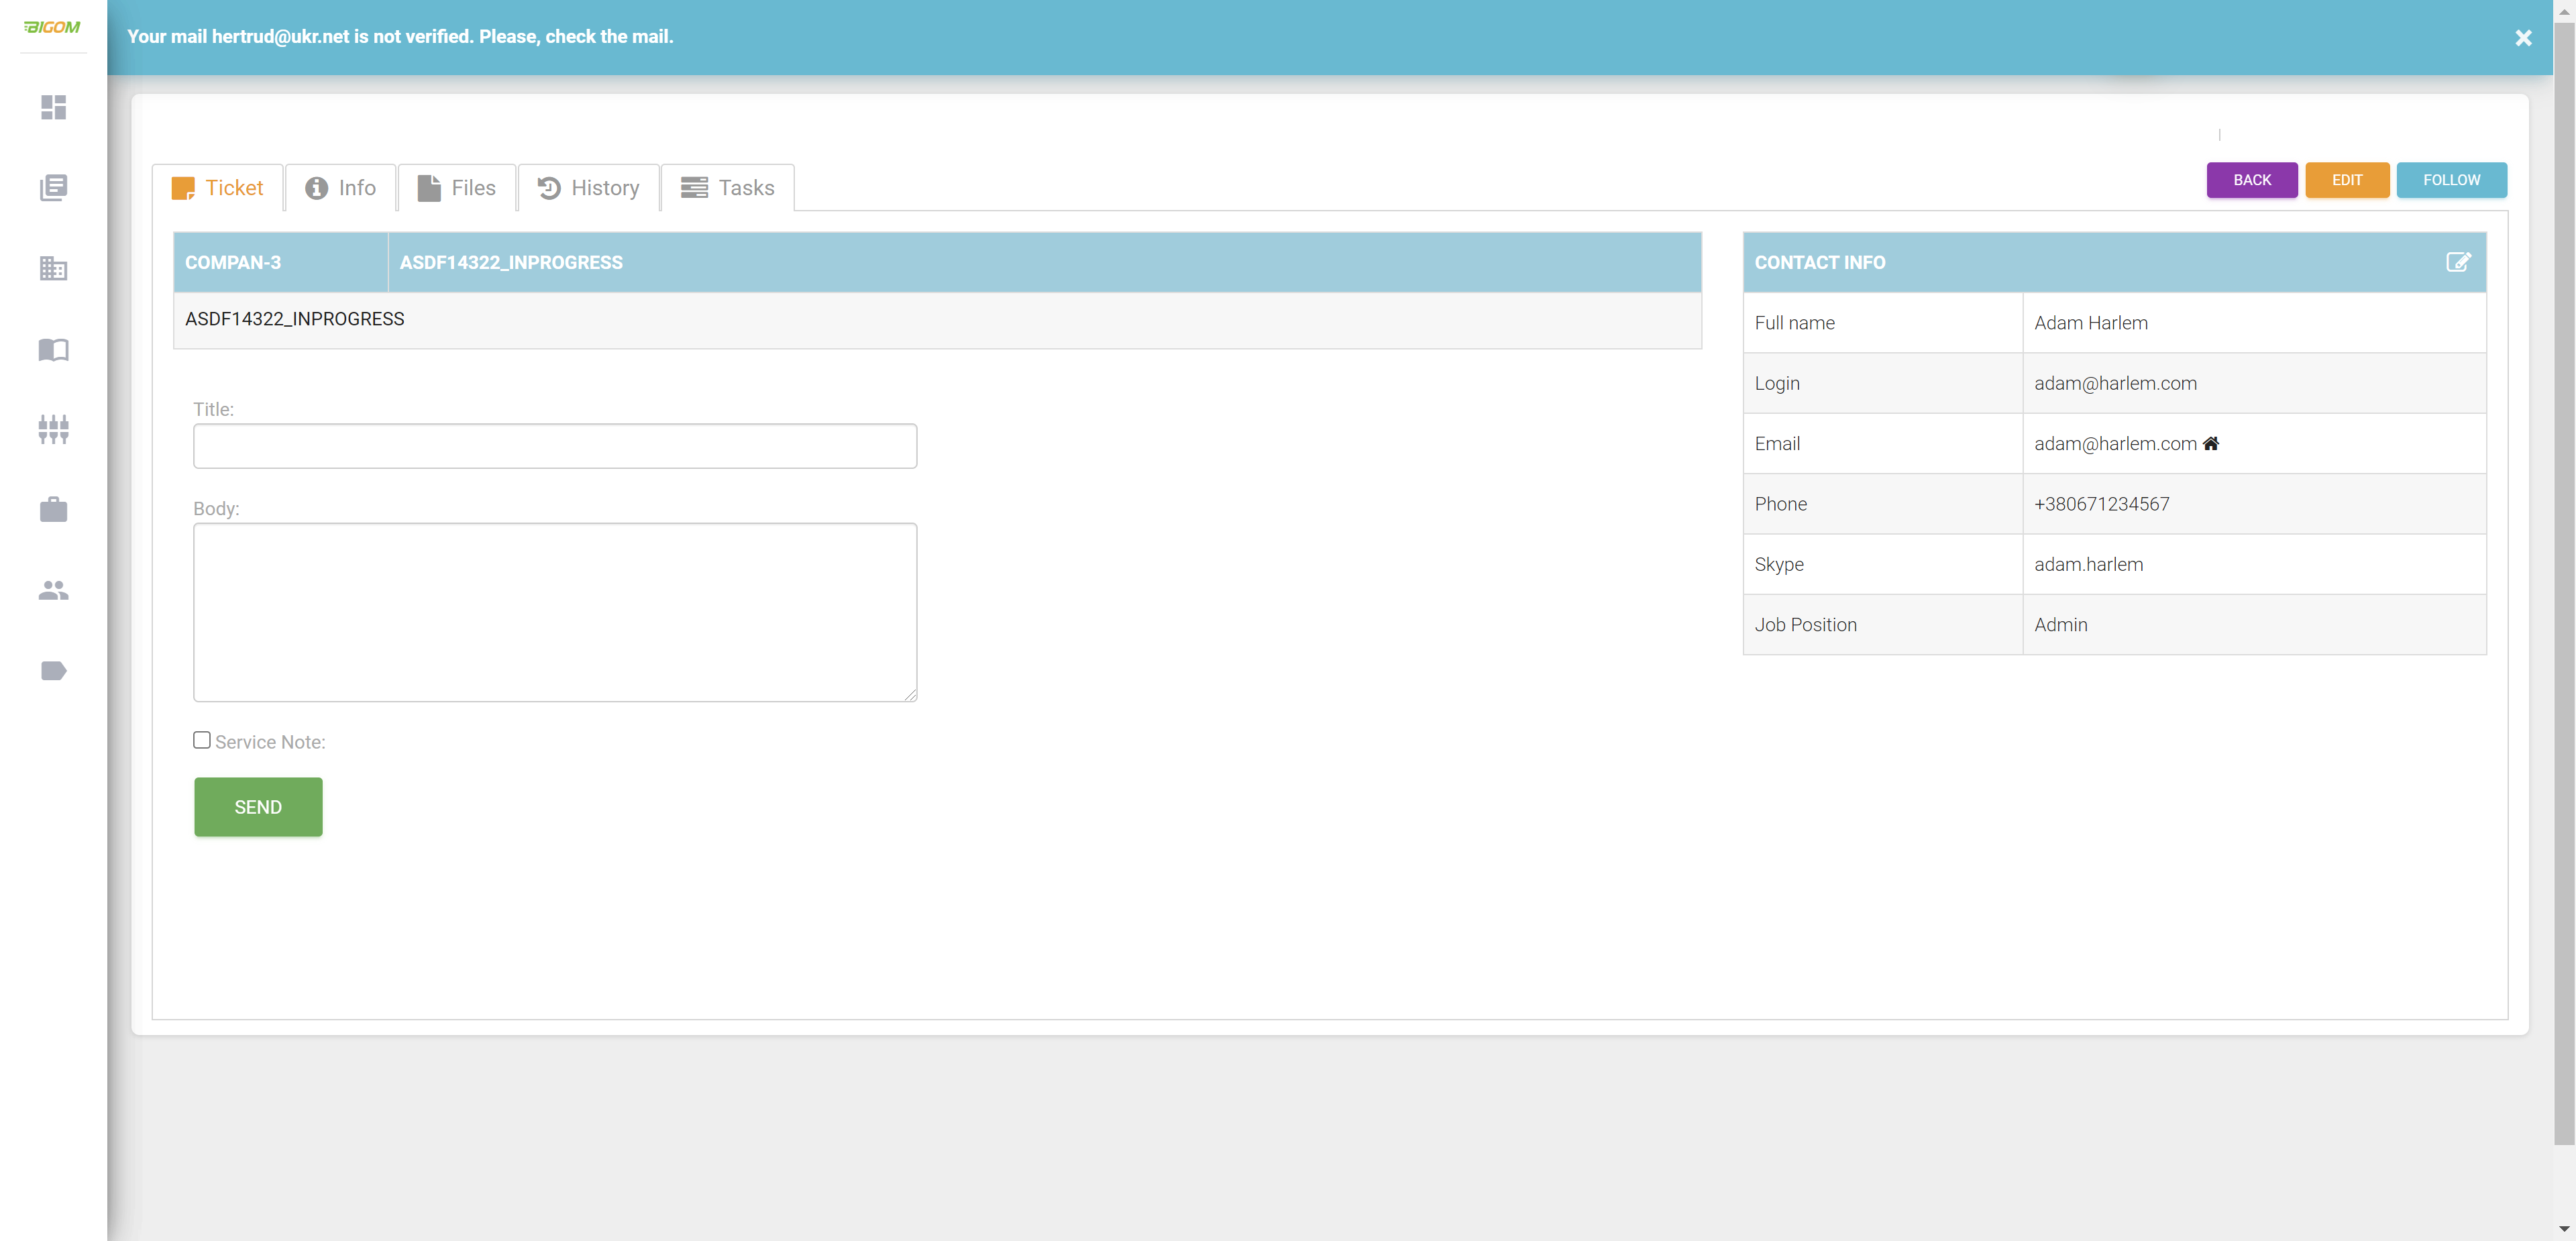 BIGOM
Your mail hertrud@ukr.net is not verified. Please, check the mail.
Ticket
Info
Files
History
Tasks
BACK
EDIT
FOLLOW
COMPAN-3
ASDF14322_INPROGRESS
ASDF14322_INPROGRESS
Title:
Body:
Service Note:
SEND
CONTACT INFO
Full name Adam Harlem
Login adam@harlem.com
Email adam@harlem.com
Phone +380671234567
Skype adam.harlem
Job Position Admin